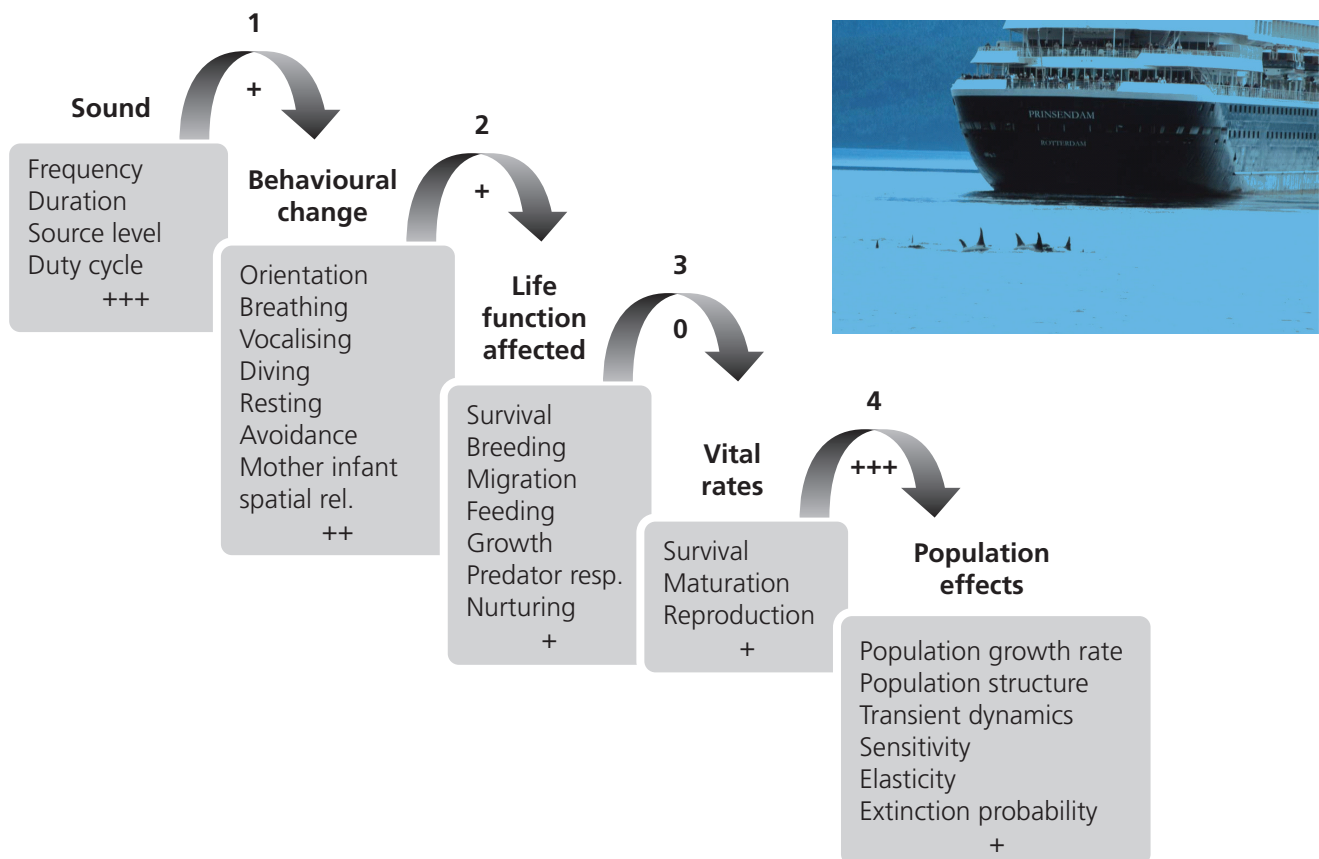 1
+
Sound
Frequency
Duration
Source level
Duty cycle
+++
2
+
Behavioural
change
Orientation
Breathing
Vocalising
Diving
Resting
Avoidance
Mother infant
spatial rel.
++
3
0
Life
function
affected
Survival
Breeding
Migration
Feeding
Growth
Predator resp.
Nurturing
+
4
+++
Vital
rates
Survival
Maturation
Reproduction
+
Population
effects
Population growth rate
Population structure
Transient dynamics
Sensitivity
Elasticity
Extinction probability
+
PRINSENDAM
ROTTERDAM